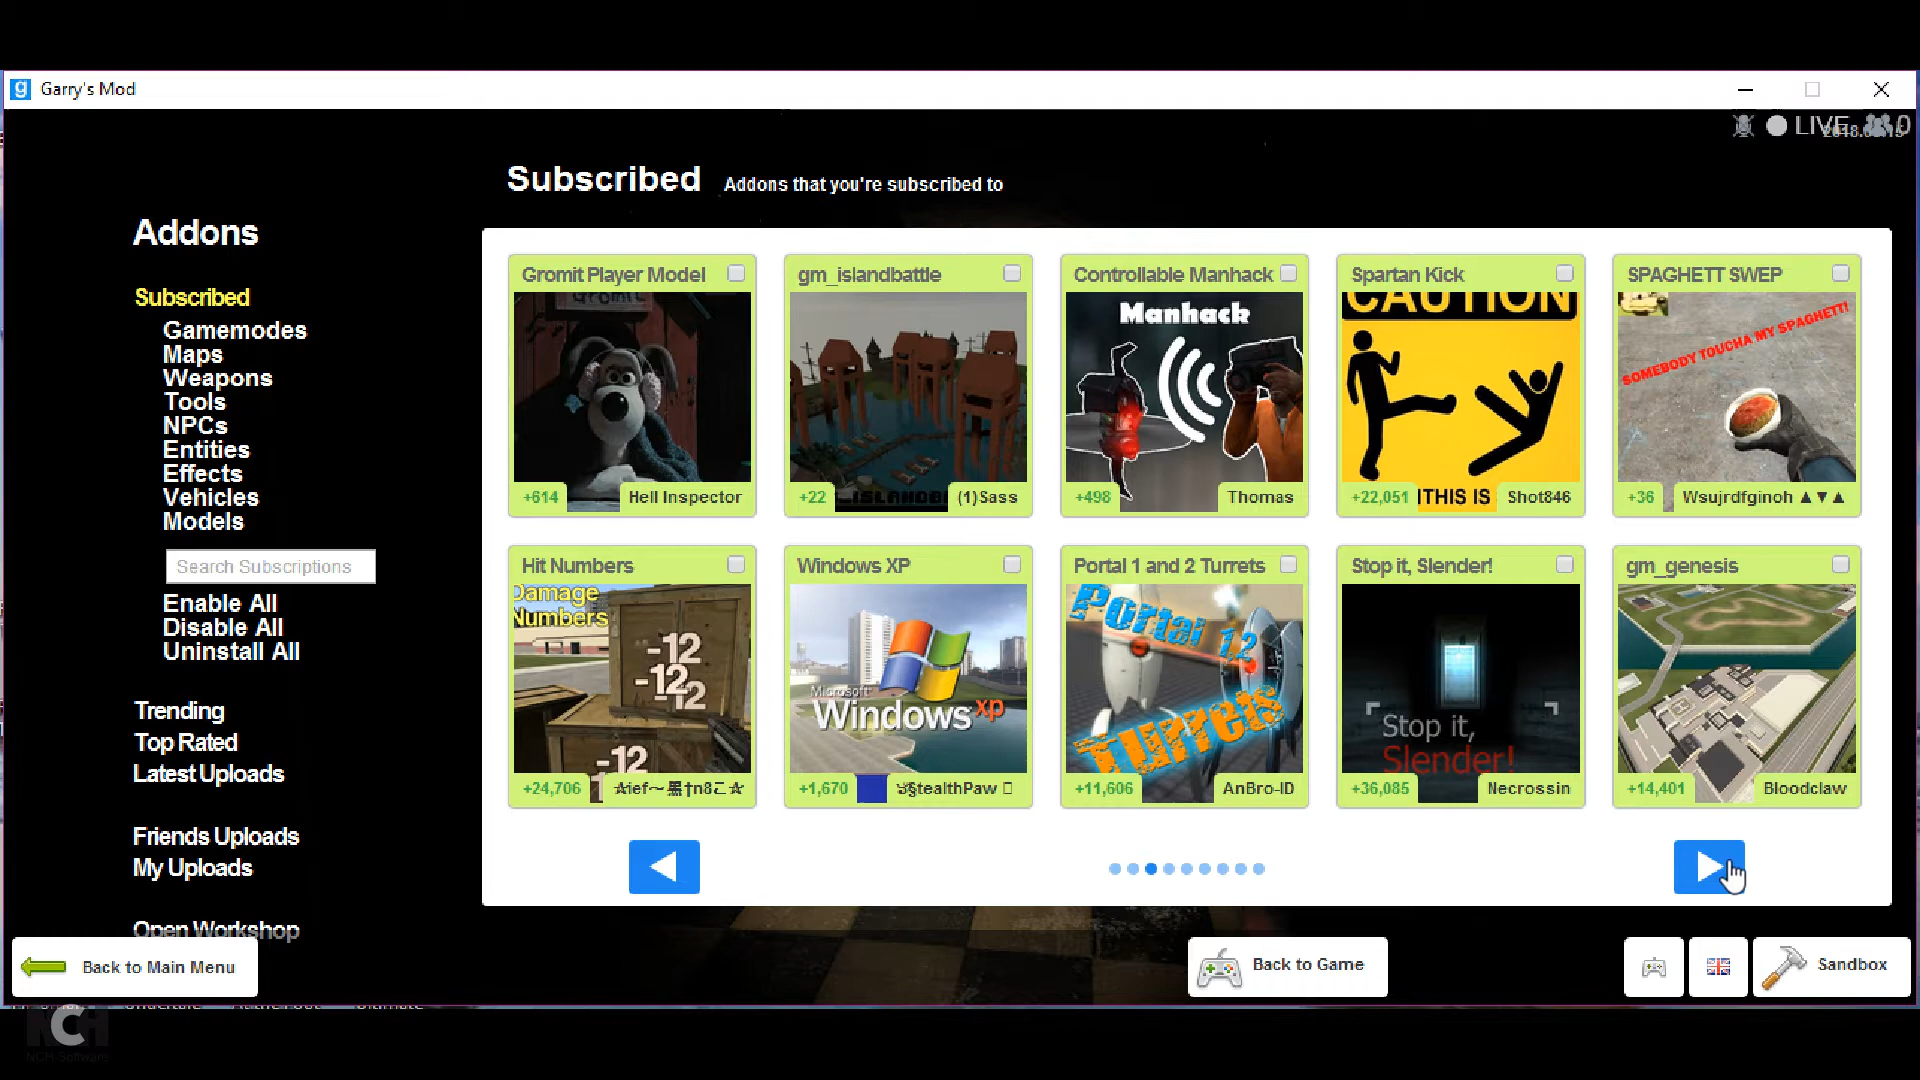 Garry's Mod
LIVE 0
Subscribed Addons that you're subscribed to
Addons
Subscribed
Gamemodes
Maps
Weapons
Tools
NPCs
Entities
Effects
Vehicles
Models
Search Subscriptions
Enable All
Disable All
Uninstall All
Trending
Top Rated
Latest Uploads
Friends Uploads
My Uploads
Open Workshop
Gromit Player Model
Gromit
+614 Hell Inspector
gm_islandbattle
+22 (1)Sass
Controllable Manhack
Manhack
+498 Thomas
Spartan Kick
CAUTION
THIS IS
+22,051 Shot846
SPAGHETT SWEP
SOMEBODY TOUCHA MY SPAGHETT!
+36 Wsujrdfginoh ▲▼▲
Hit Numbers
Damage
Numbers
-12
-12
-12
+24,706
Windows XP
Microsoft
Windows xp
+1,670
Portal 1 and 2 Turrets
Portal 1 2
Turrets
+11,606 AnBro-ID
Stop it, Slender!
Stop it,
Slender!
+36,085 Necrossin
gm_genesis
+14,401 Bloodclaw
Back to Main Menu
Back to Game
Sandbox
NCH
NCH-Software